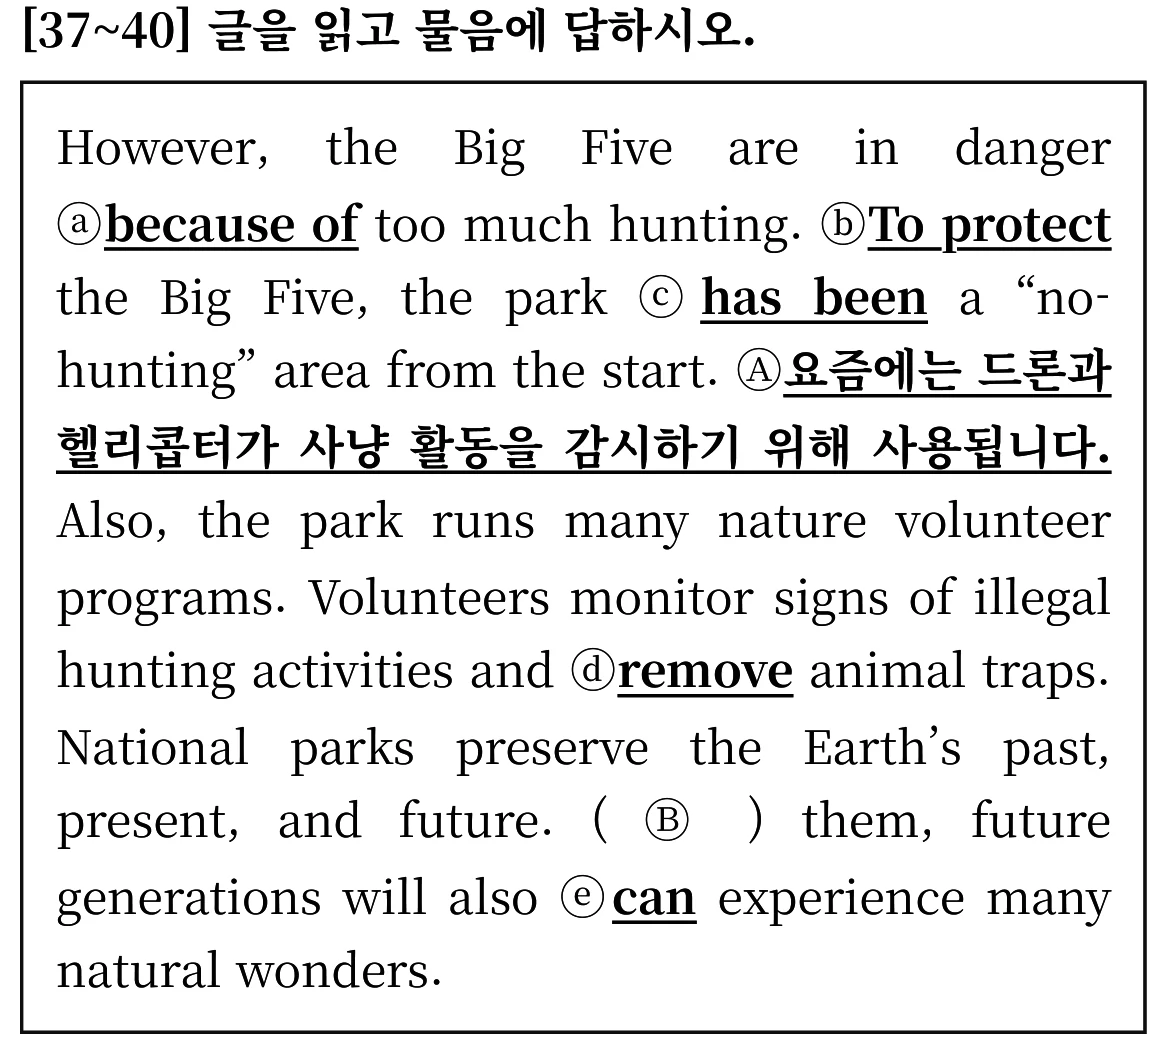 [37~40] 글을 읽고 물음에 답하시오.
However, the Big Five are in danger
ⓐbecause of too much hunting. ⓑTo protect
the Big Five, the park ⓒ has been a “no-
hunting” area from the start. Ⓐ요즘에는 드론과
헬리콥터가 사냥 활동을 감시하기 위해 사용됩니다.
Also, the park runs many nature volunteer
programs. Volunteers monitor signs of illegal
hunting activities and ⓓremove animal traps.
National parks preserve the Earth’s past,
present, and future. ( Ⓑ ) them, future
generations will also ⓔcan experience many
natural wonders.